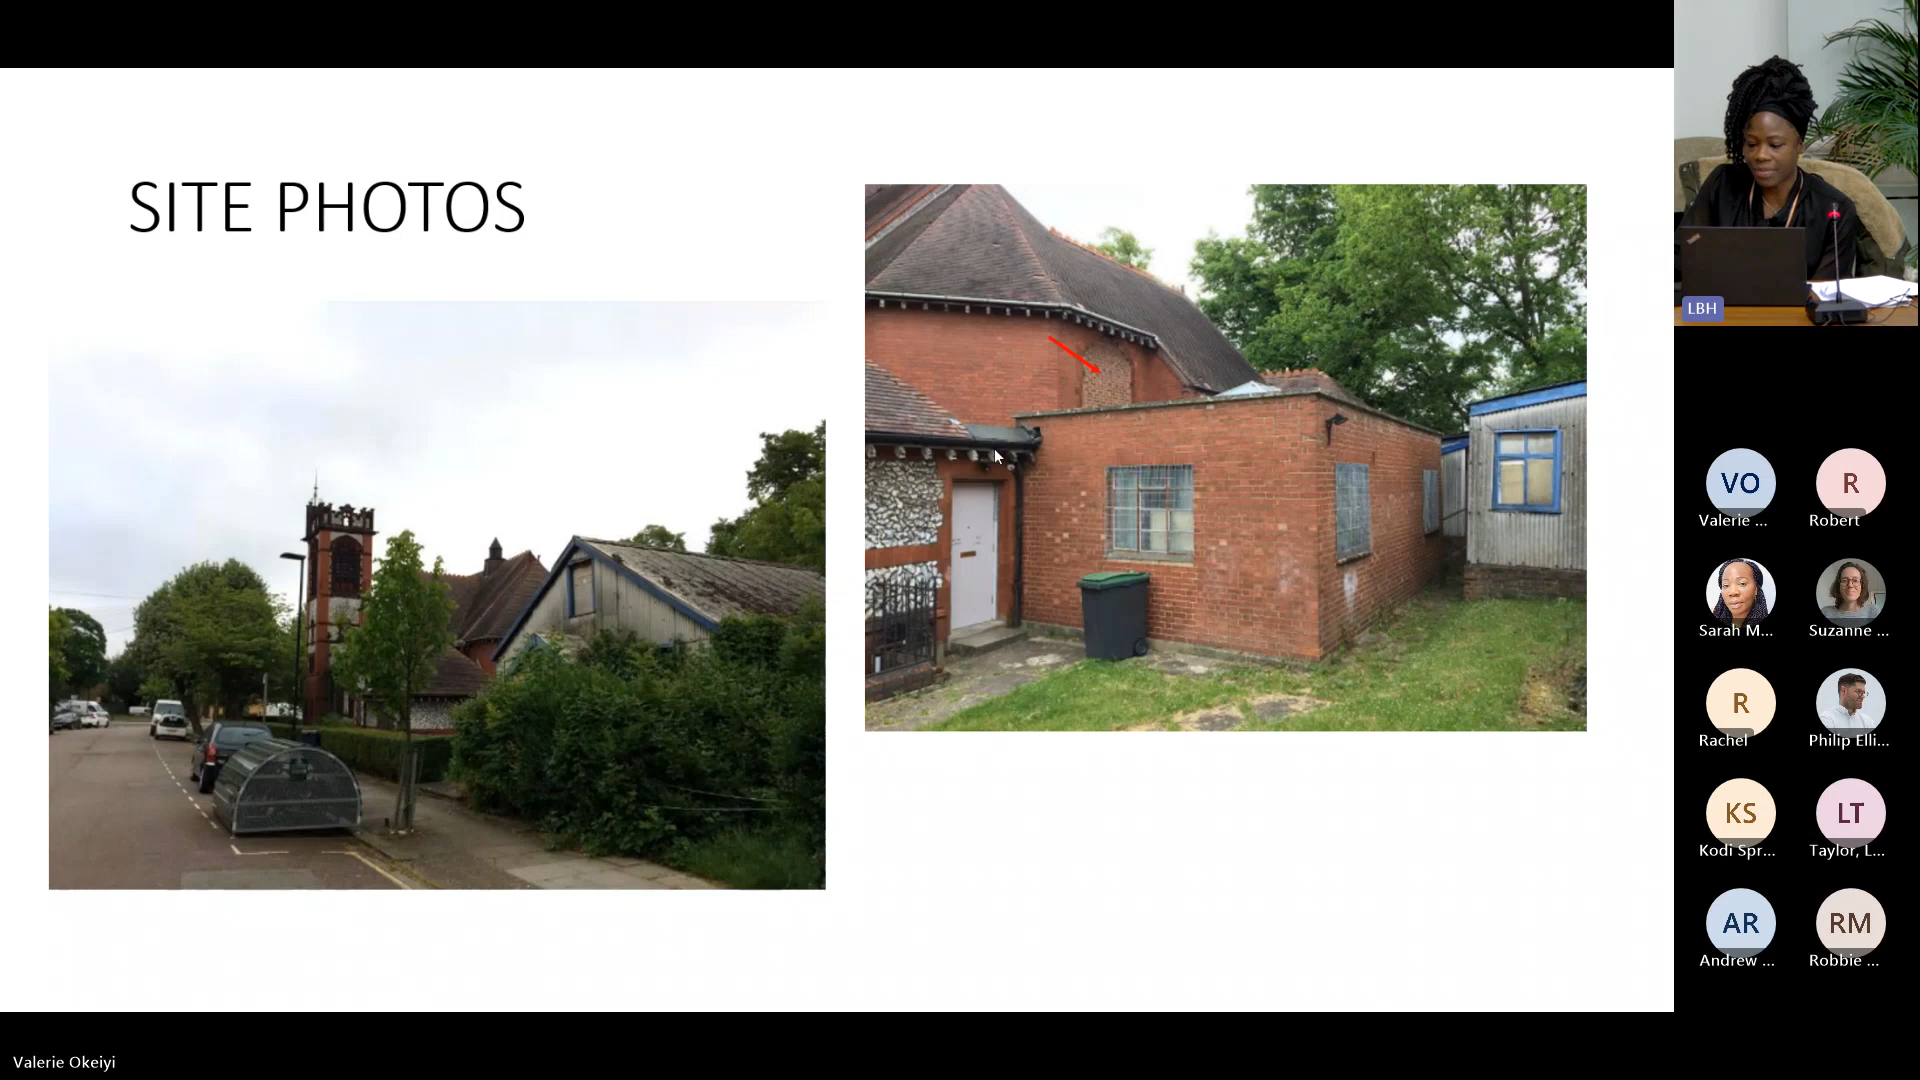 SITE PHOTOS
LBH
VO
R
Valerie ...
Robert
Sarah M...
Suzanne ...
R
Rachel
Philip Elli...
KS
LT
Kodi Spr...
Taylor, L...
AR
RM
Andrew ...
Robbie ...
Valerie Okeiyi